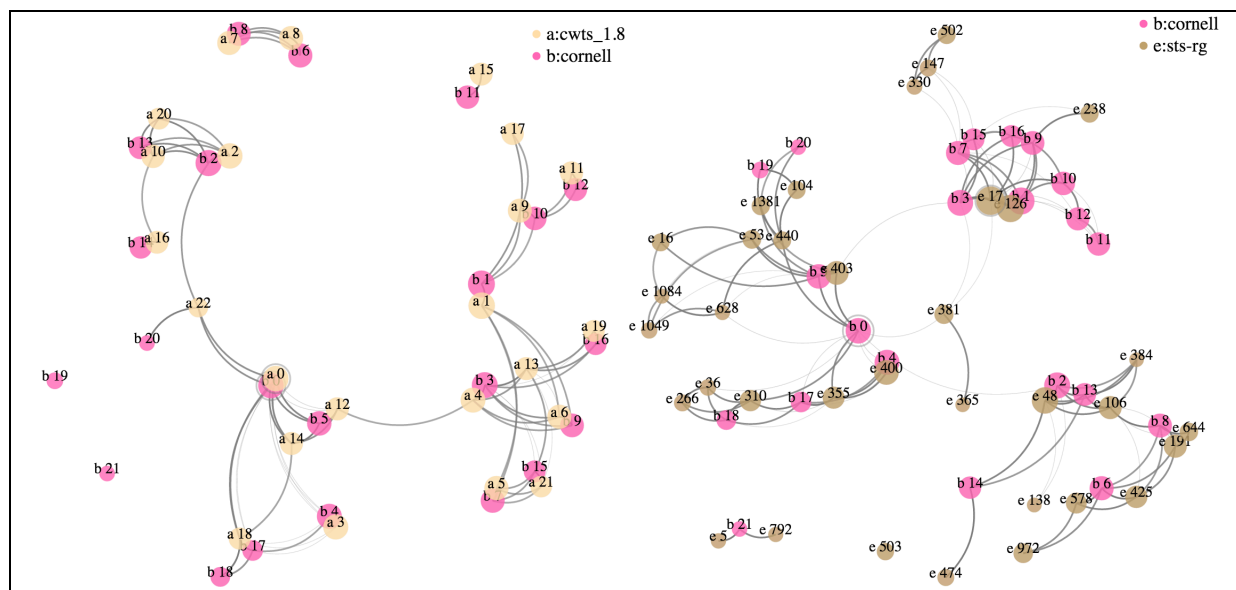 a:cwts_1.8
b:cornell
b 8
a 7
a 8
b 6
a 15
b 11
a 20
b 13
a 10
b 2
a 2
a 17
a 11
b 12
a 9
b 10
b 1
a 16
b 1
a 1
a 22
b 20
b 19
a 0
a 19
b 16
a 13
b 3
a 4
a 6
b 9
a 12
b 5
a 14
b 21
b 15
a 5
a 21
b 4
a 3
a 18
b 17
b 18
b:cornell
e:sts-rg
e 502
e 147
e 330
e 238
b 15
b 16
b 9
b 7
b 20
b 19
e 104
e 1381
b 10
b 3
e 17
b 1
e 126
b 12
b 11
e 16
e 53
e 440
e 403
e 1084
e 628
e 1049
e 381
b 0
b 4
e 400
e 384
b 2
b 13
e 36
e 266
e 310
b 17
e 355
b 18
e 365
e 48
e 106
b 8
e 644
e 191
b 14
b 6
e 425
e 138
e 578
b 21
e 5
e 792
e 503
e 972
e 474